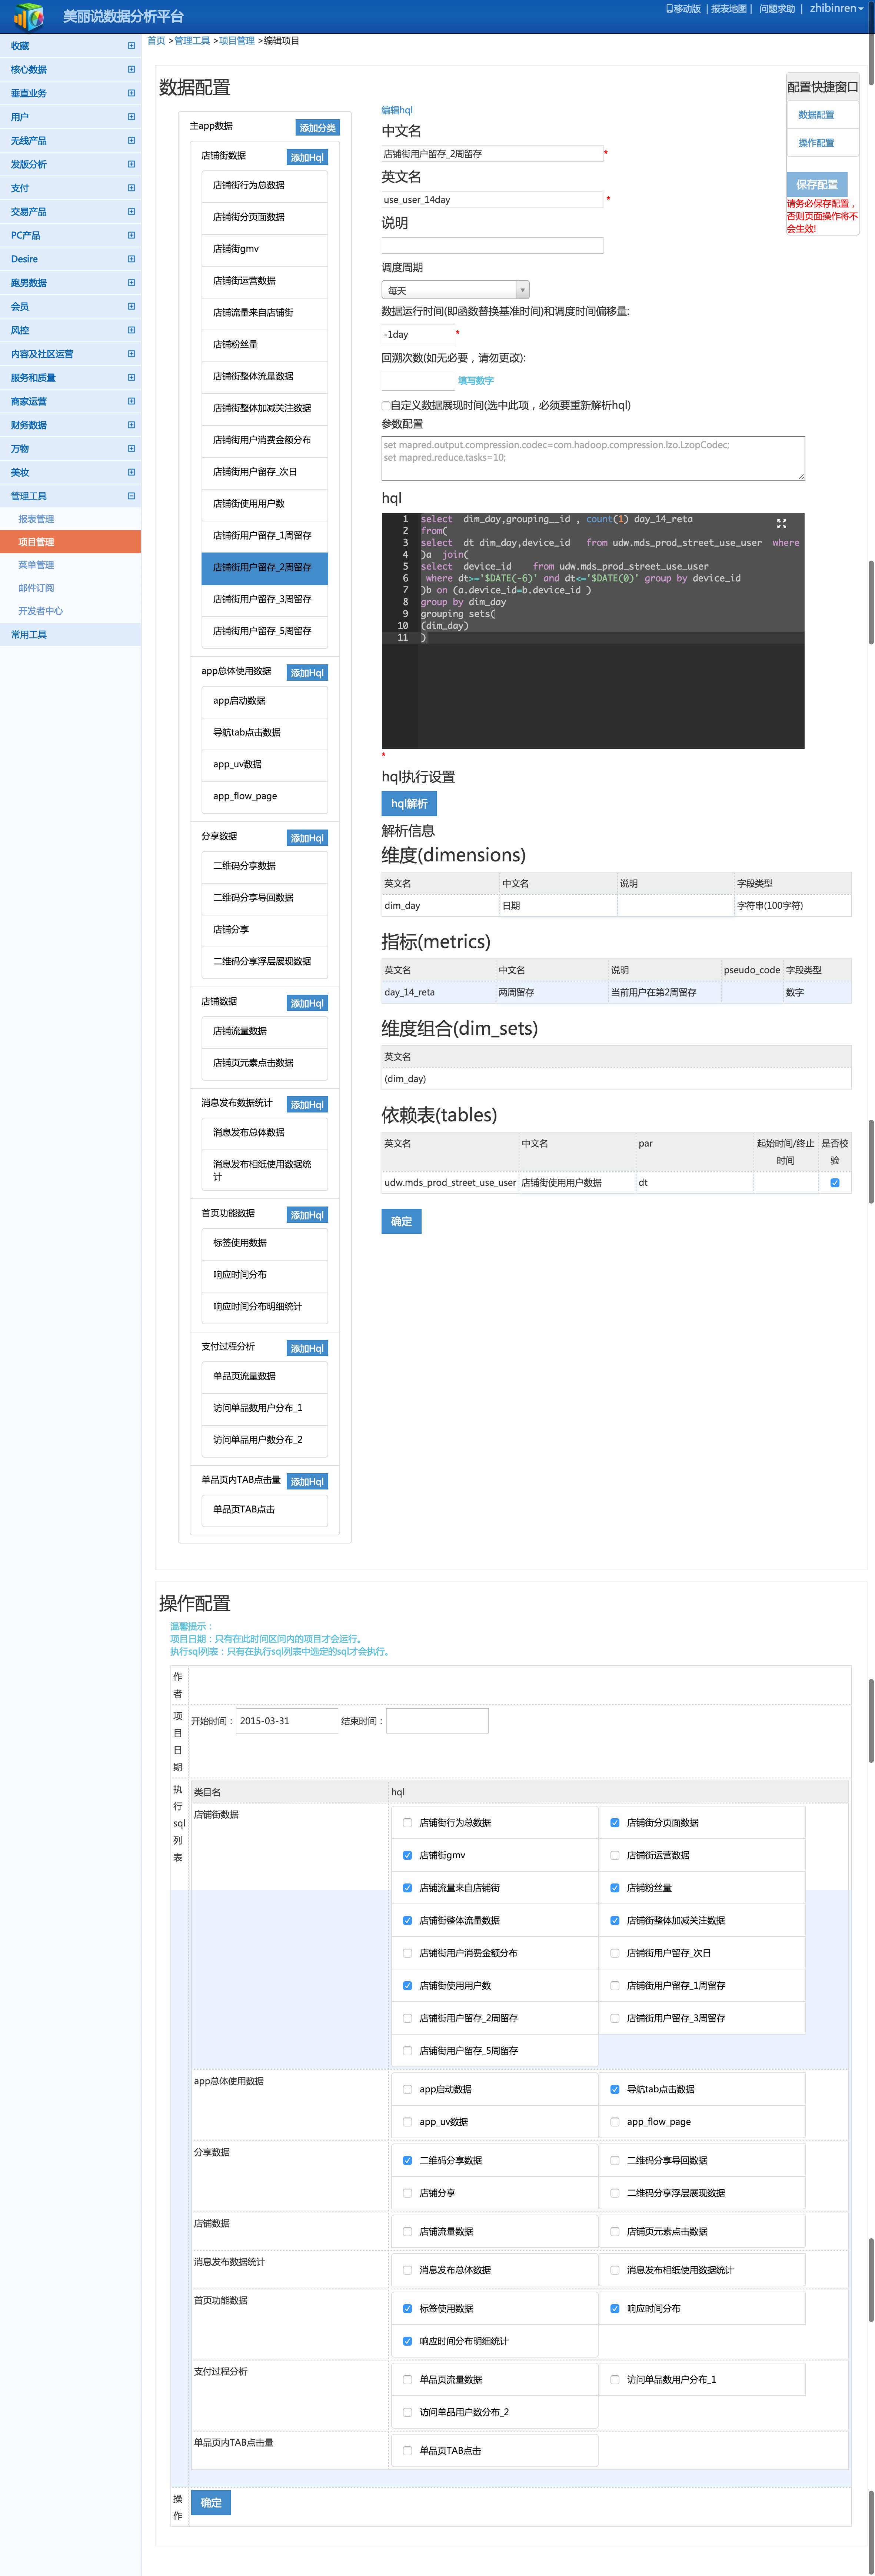 美丽说数据分析平台
移动版 | 报表地图 | 问题求助 | zhibinren
收藏
核心数据
垂直业务
用户
无线产品
发版分析
支付
交易产品
PC产品
Desire
跑男数据
会员
风控
内容及社区运营
服务和质量
商家运营
财务数据
万物
美妆
管理工具
报表管理
项目管理
菜单管理
邮件订阅
开发者中心
常用工具
首页 >管理工具 >项目管理 >编辑项目
数据配置
主app数据 添加分类
店铺街数据 添加Hql
店铺街行为总数据
店铺街分页面数据
店铺街gmv
店铺街运营数据
店铺流量来自店铺街
店铺粉丝量
店铺街整体流量数据
店铺街整体加减关注数据
店铺街用户消费金额分布
店铺街用户留存_次日
店铺街使用用户数
店铺街用户留存_1周留存
店铺街用户留存_2周留存
店铺街用户留存_3周留存
店铺街用户留存_5周留存
app总体使用数据 添加Hql
app启动数据
导航tab点击数据
app_uv数据
app_flow_page
分享数据 添加Hql
二维码分享数据
二维码分享导回数据
店铺分享
二维码分享浮层展现数据
店铺数据 添加Hql
店铺流量数据
店铺页元素点击数据
消息发布数据统计 添加Hql
消息发布总体数据
消息发布相纸使用数据统
计
首页功能数据 添加Hql
标签使用数据
响应时间分布
响应时间分布明细统计
支付过程分析 添加Hql
单品页流量数据
访问单品数用户分布_1
访问单品用户数分布_2
单品页内TAB点击量 添加Hql
单品页TAB点击
编辑hql
中文名
店铺街用户留存_2周留存 *
英文名
use_user_14day *
说明
调度周期
每天
数据运行时间(即函数替换基准时间)和调度时间偏移量:
-1day *
回溯次数(如无必要，请勿更改):
填写数字
自定义数据展现时间(选中此项，必须要重新解析hql)
参数配置
set mapred.output.compression.codec=com.hadoop.compression.lzo.LzopCodec;
set mapred.reduce.tasks=10;
hql
1 select dim_day,grouping__id , count(1) day_14_reta
2 from(
3 select dt dim_day,device_id from udw.mds_prod_street_use_user where
4 )a join(
5 select device_id from udw.mds_prod_street_use_user
6 where dt>='$DATE(-6)' and dt<='$DATE(0)' group by device_id
7 )b on (a.device_id=b.device_id )
8 group by dim_day
9 grouping sets(
10 (dim_day)
11 )
*
hql执行设置
hql解析
解析信息
维度(dimensions)
英文名 中文名 说明 字段类型
dim_day 日期 字符串(100字符)
指标(metrics)
英文名 中文名 说明 pseudo_code 字段类型
day_14_reta 两周留存 当前用户在第2周留存 数字
维度组合(dim_sets)
英文名
(dim_day)
依赖表(tables)
英文名 中文名 par 起始时间/终止时间 是否校验
udw.mds_prod_street_use_user 店铺街使用用户数据 dt
确定
配置快捷窗口
数据配置
操作配置
保存配置
请务必保存配置，
否则页面操作将不
会生效!
操作配置
温馨提示：
项目日期：只有在此时间区间内的项目才会运行。
执行sql列表：只有在执行sql列表中选定的sql才会执行。
作者
项目日期 开始时间： 2015-03-31 结束时间：
执行sql列表
类目名 hql
店铺街数据 店铺街行为总数据 店铺街分页面数据
店铺街gmv 店铺街运营数据
店铺流量来自店铺街 店铺粉丝量
店铺街整体流量数据 店铺街整体加减关注数据
店铺街用户消费金额分布 店铺街用户留存_次日
店铺街使用用户数 店铺街用户留存_1周留存
店铺街用户留存_2周留存 店铺街用户留存_3周留存
店铺街用户留存_5周留存
app总体使用数据 app启动数据 导航tab点击数据
app_uv数据 app_flow_page
分享数据 二维码分享数据 二维码分享导回数据
店铺分享 二维码分享浮层展现数据
店铺数据 店铺流量数据 店铺页元素点击数据
消息发布数据统计 消息发布总体数据 消息发布相纸使用数据统计
首页功能数据 标签使用数据 响应时间分布
响应时间分布明细统计
支付过程分析 单品页流量数据 访问单品数用户分布_1
访问单品用户数分布_2
单品页内TAB点击量 单品页TAB点击
操作 确定